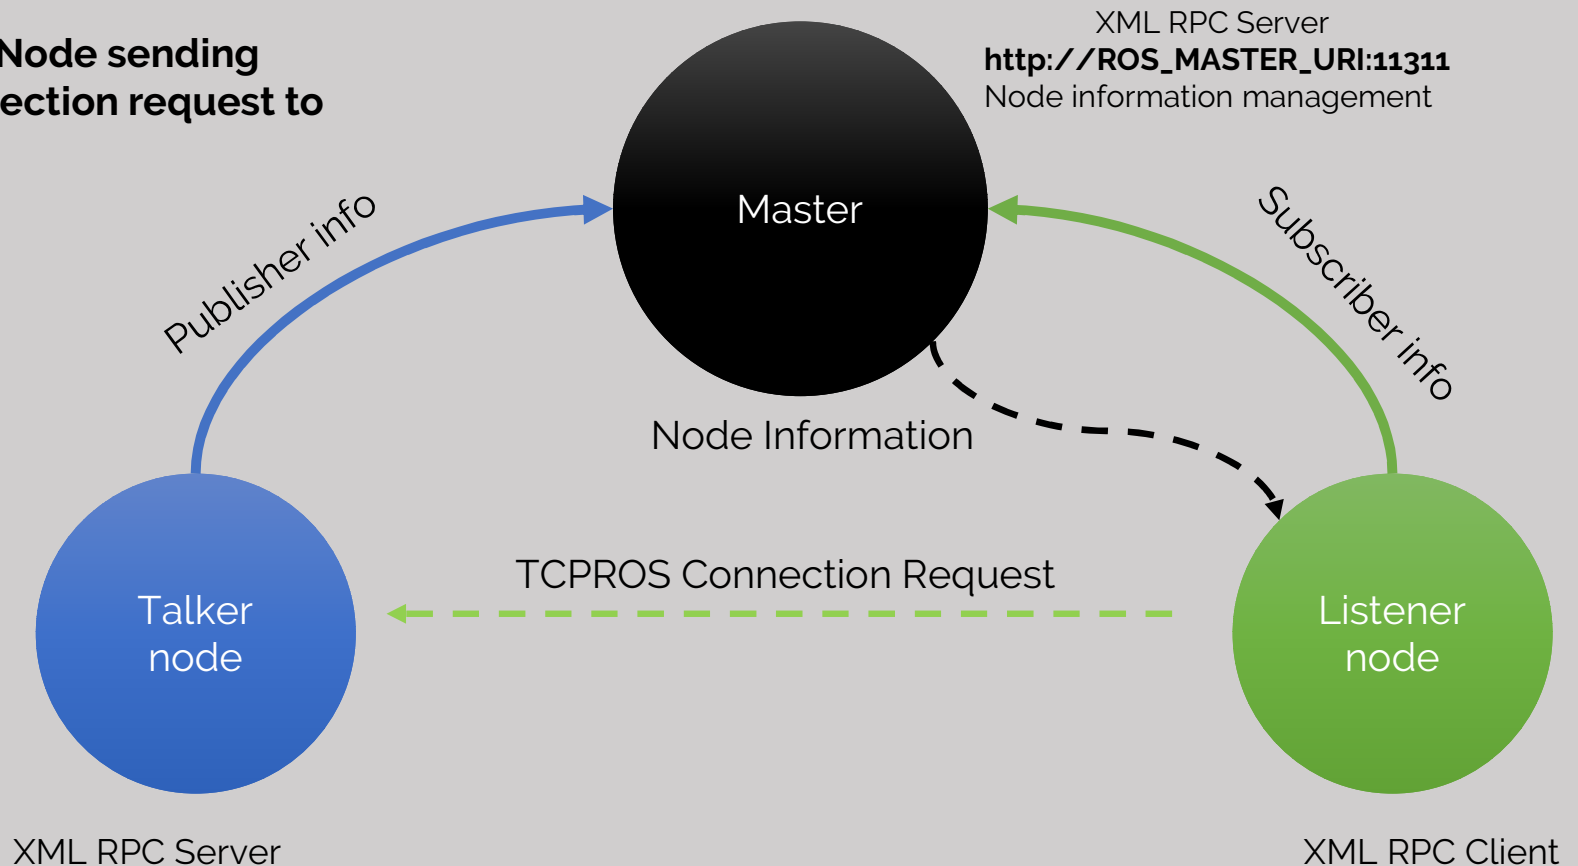 Node sending
ection request to
XML RPC Server
http://ROS_MASTER_URI:11311
Node information management
Master
Publisher info
Subscriber info
Node Information
TCPROS Connection Request
Talker
node
Listener
node
XML RPC Server
XML RPC Client